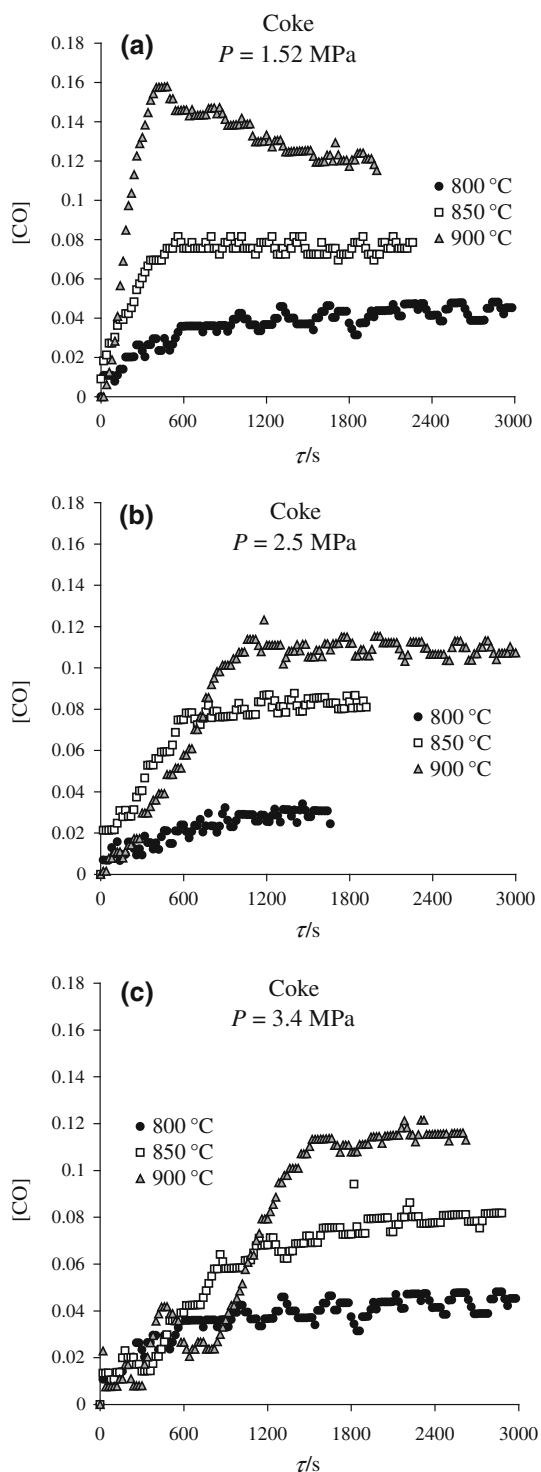 Coke
(a)
P = 1.52 MPa
0.18
0.16
0.14
0.12
0.1
0.08
0.06
0.04
0.02
0
[CO]
800 °C
850 °C
900 °C
0 600 1200 1800 2400 3000
τ/s
Coke
(b)
P = 2.5 MPa
0.18
0.16
0.14
0.12
0.1
0.08
0.06
0.04
0.02
0
[CO]
800 °C
850 °C
900 °C
0 600 1200 1800 2400 3000
τ/s
Coke
(c)
P = 3.4 MPa
0.18
0.16
0.14
0.12
0.1
0.08
0.06
0.04
0.02
0
[CO]
800 °C
850 °C
900 °C
0 600 1200 1800 2400 3000
τ/s